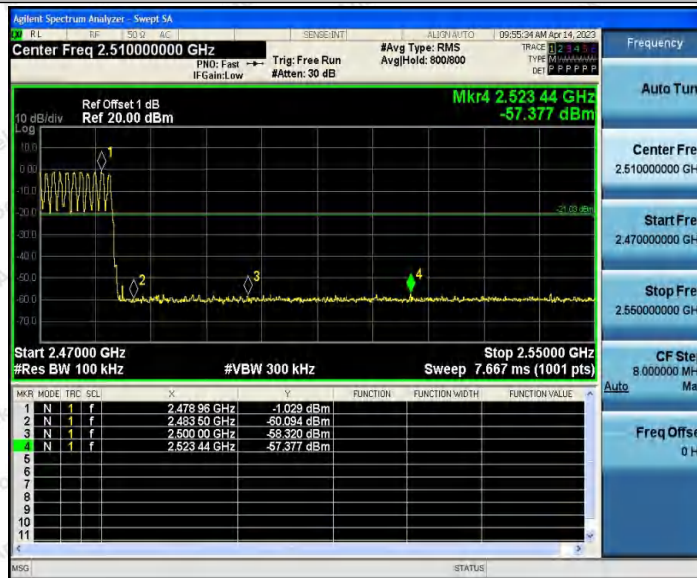 Agilent Spectrum Analyzer - Swept SA
RL RF 50 Ω AC SENSE:INT ALIGN AUTO 09:55:34 AM Apr 14, 2023
Center Freq 2.510000000 GHz
#Avg Type: RMS
TRACE 1 2 3 4 5 6
PNO: Fast Trig: Free Run Avg|Hold: 800/800
TYPE M
IFGain:Low #Atten: 30 dB
DET P P P P P P
Ref Offset 1 dB
Mkr4 2.523 44 GHz
10 dB/div Ref 20.00 dBm
-57.377 dBm
Log
10.0
0.00
-10.0
-20.0
-21.03 dBm
-30.0
-40.0
-50.0
-60.0
-70.0
1
2
3
4
Start 2.47000 GHz Stop 2.55000 GHz
#Res BW 100 kHz #VBW 300 kHz Sweep 7.667 ms (1001 pts)
MKR MODE TRC SCL X Y FUNCTION FUNCTION WIDTH FUNCTION VALUE
1 N 1 f 2.478 96 GHz -1.029 dBm
2 N 1 f 2.483 50 GHz -60.094 dBm
3 N 1 f 2.500 00 GHz -58.320 dBm
4 N 1 f 2.523 44 GHz -57.377 dBm
5
6
7
8
9
10
11
MSG STATUS
Frequency
Auto Tun
Center Fre
2.510000000 GH
Start Fre
2.470000000 GH
Stop Fre
2.550000000 GH
CF Ste
8.000000 MH
Auto Ma
Freq Offse
0 H